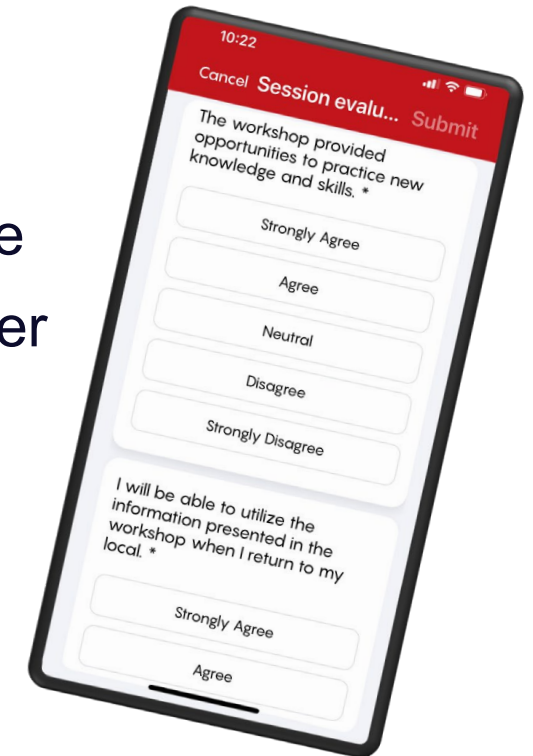 10:22
Cancel Session evalu... Submit
The workshop provided
opportunities to practice new
knowledge and skills. *
Strongly Agree
Agree
Neutral
Disagree
Strongly Disagree
I will be able to utilize the
information presented in the
workshop when I return to my
local. *
Strongly Agree
Agree